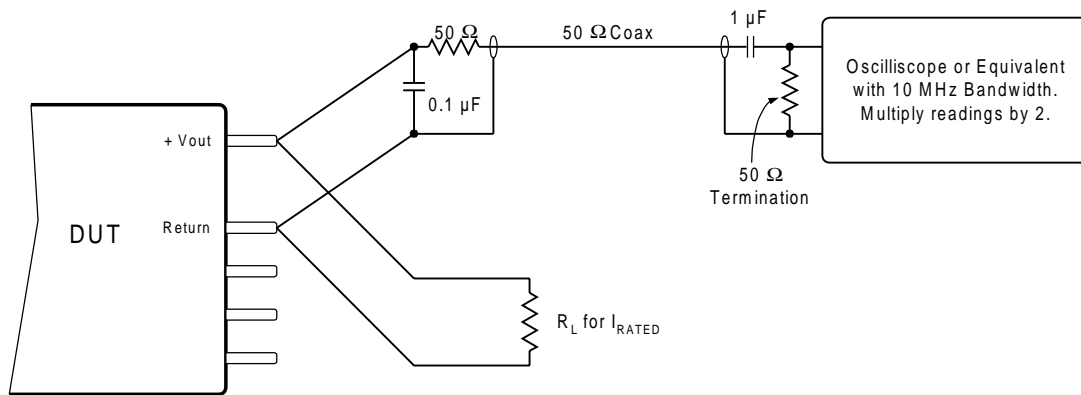 50 Ω
50 Ω Coax
1 µF
0.1 µF
Oscilliscope or Equivalent
with 10 MHz Bandwidth.
Multiply readings by 2.
50 Ω
Termination
+ Vout
Return
DUT
R_L for I_RATED